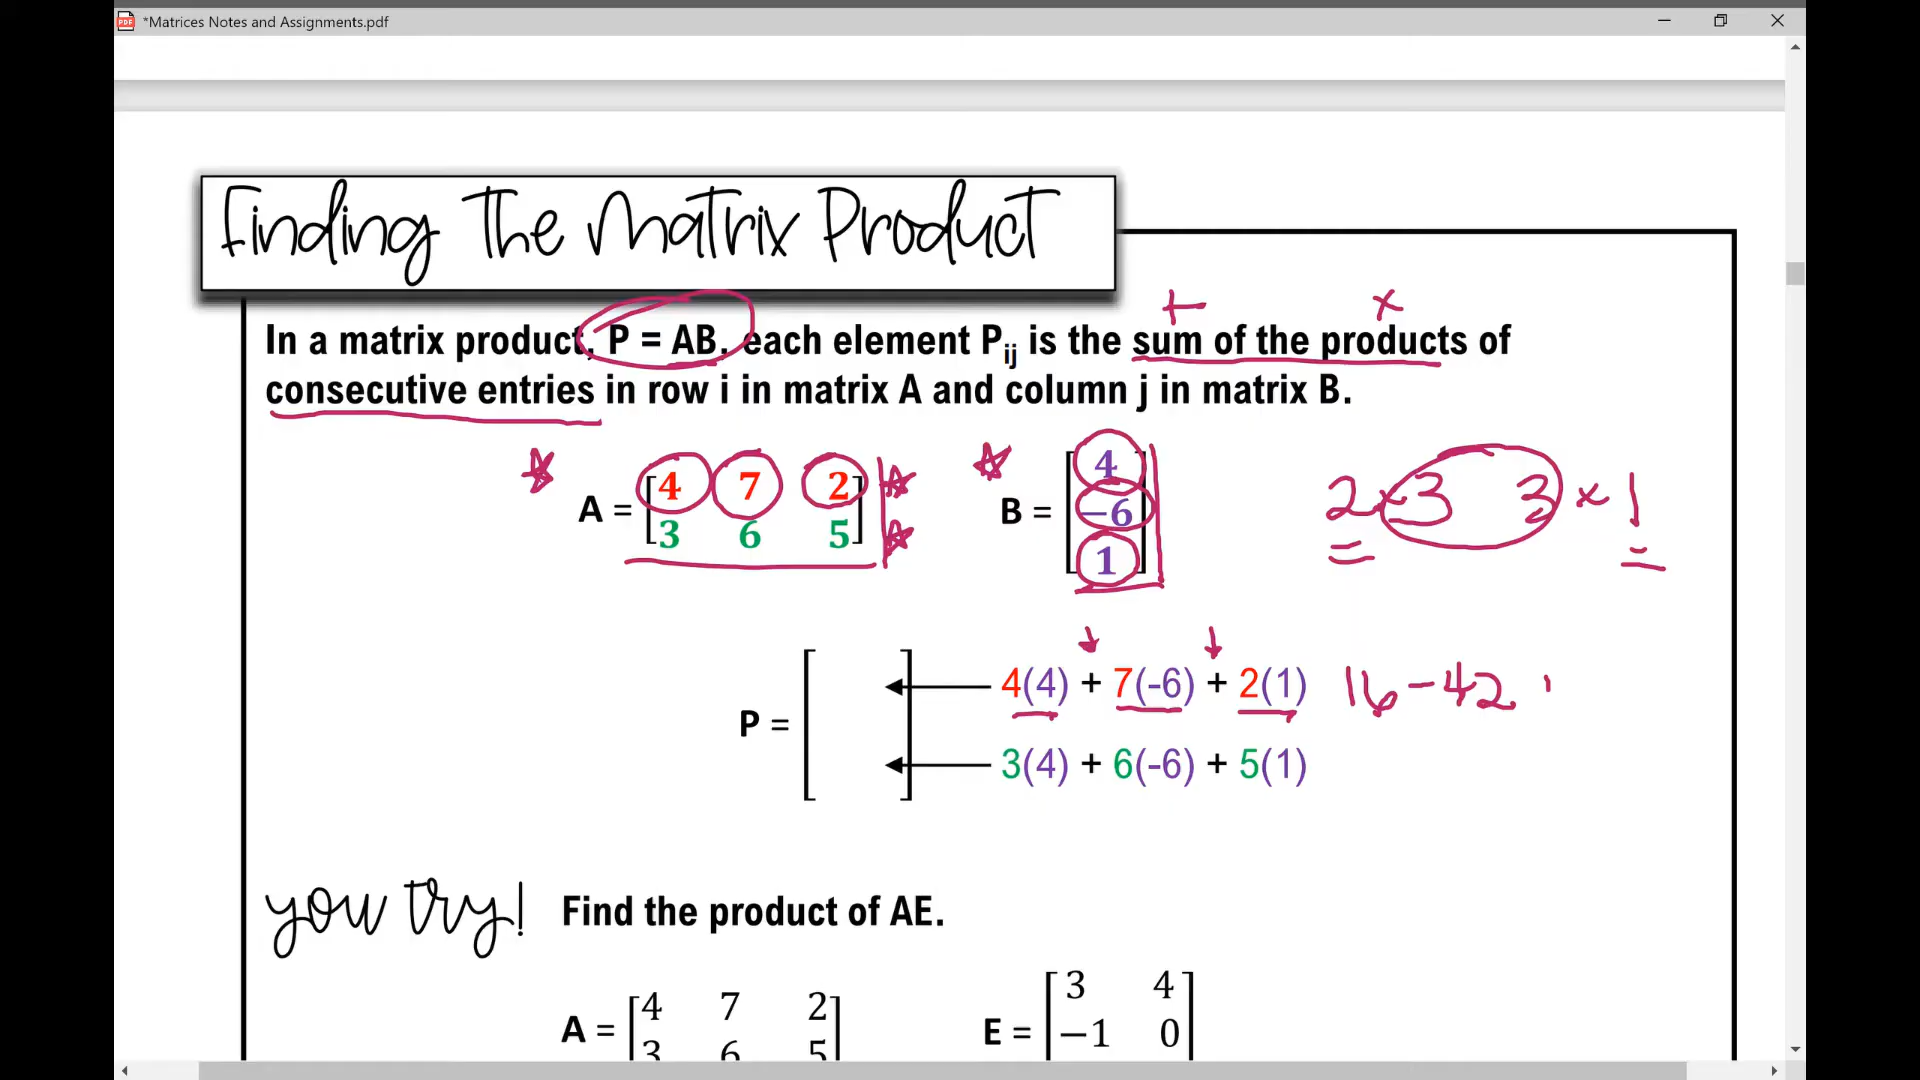 *Matrices Notes and Assignments.pdf
Finding The Matrix Product
+ ×
In a matrix product, P = AB, each element Pij is the sum of the products of
consecutive entries in row i in matrix A and column j in matrix B.
A = [4 7 2
3 6 5]
B = [4
−6
1]
2×3 3×1
P = [ ]
4(4) + 7(-6) + 2(1) 16-42
3(4) + 6(-6) + 5(1)
you try! Find the product of AE.
A = [4 7 2
3 6 5]
E = [3 4
−1 0]